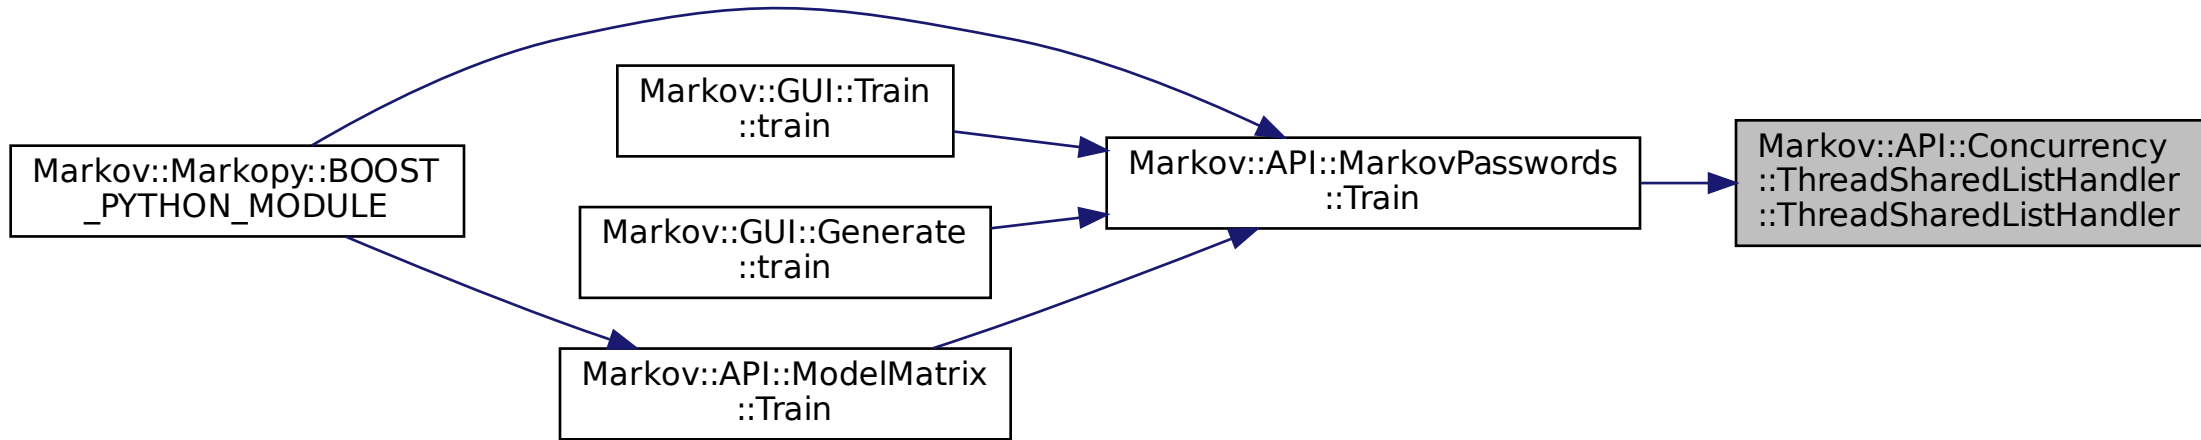 Markov::Markopy::BOOST
_PYTHON_MODULE
Markov::GUI::Train
::train
Markov::GUI::Generate
::train
Markov::API::ModelMatrix
::Train
Markov::API::MarkovPasswords
::Train
Markov::API::Concurrency
::ThreadSharedListHandler
::ThreadSharedListHandler